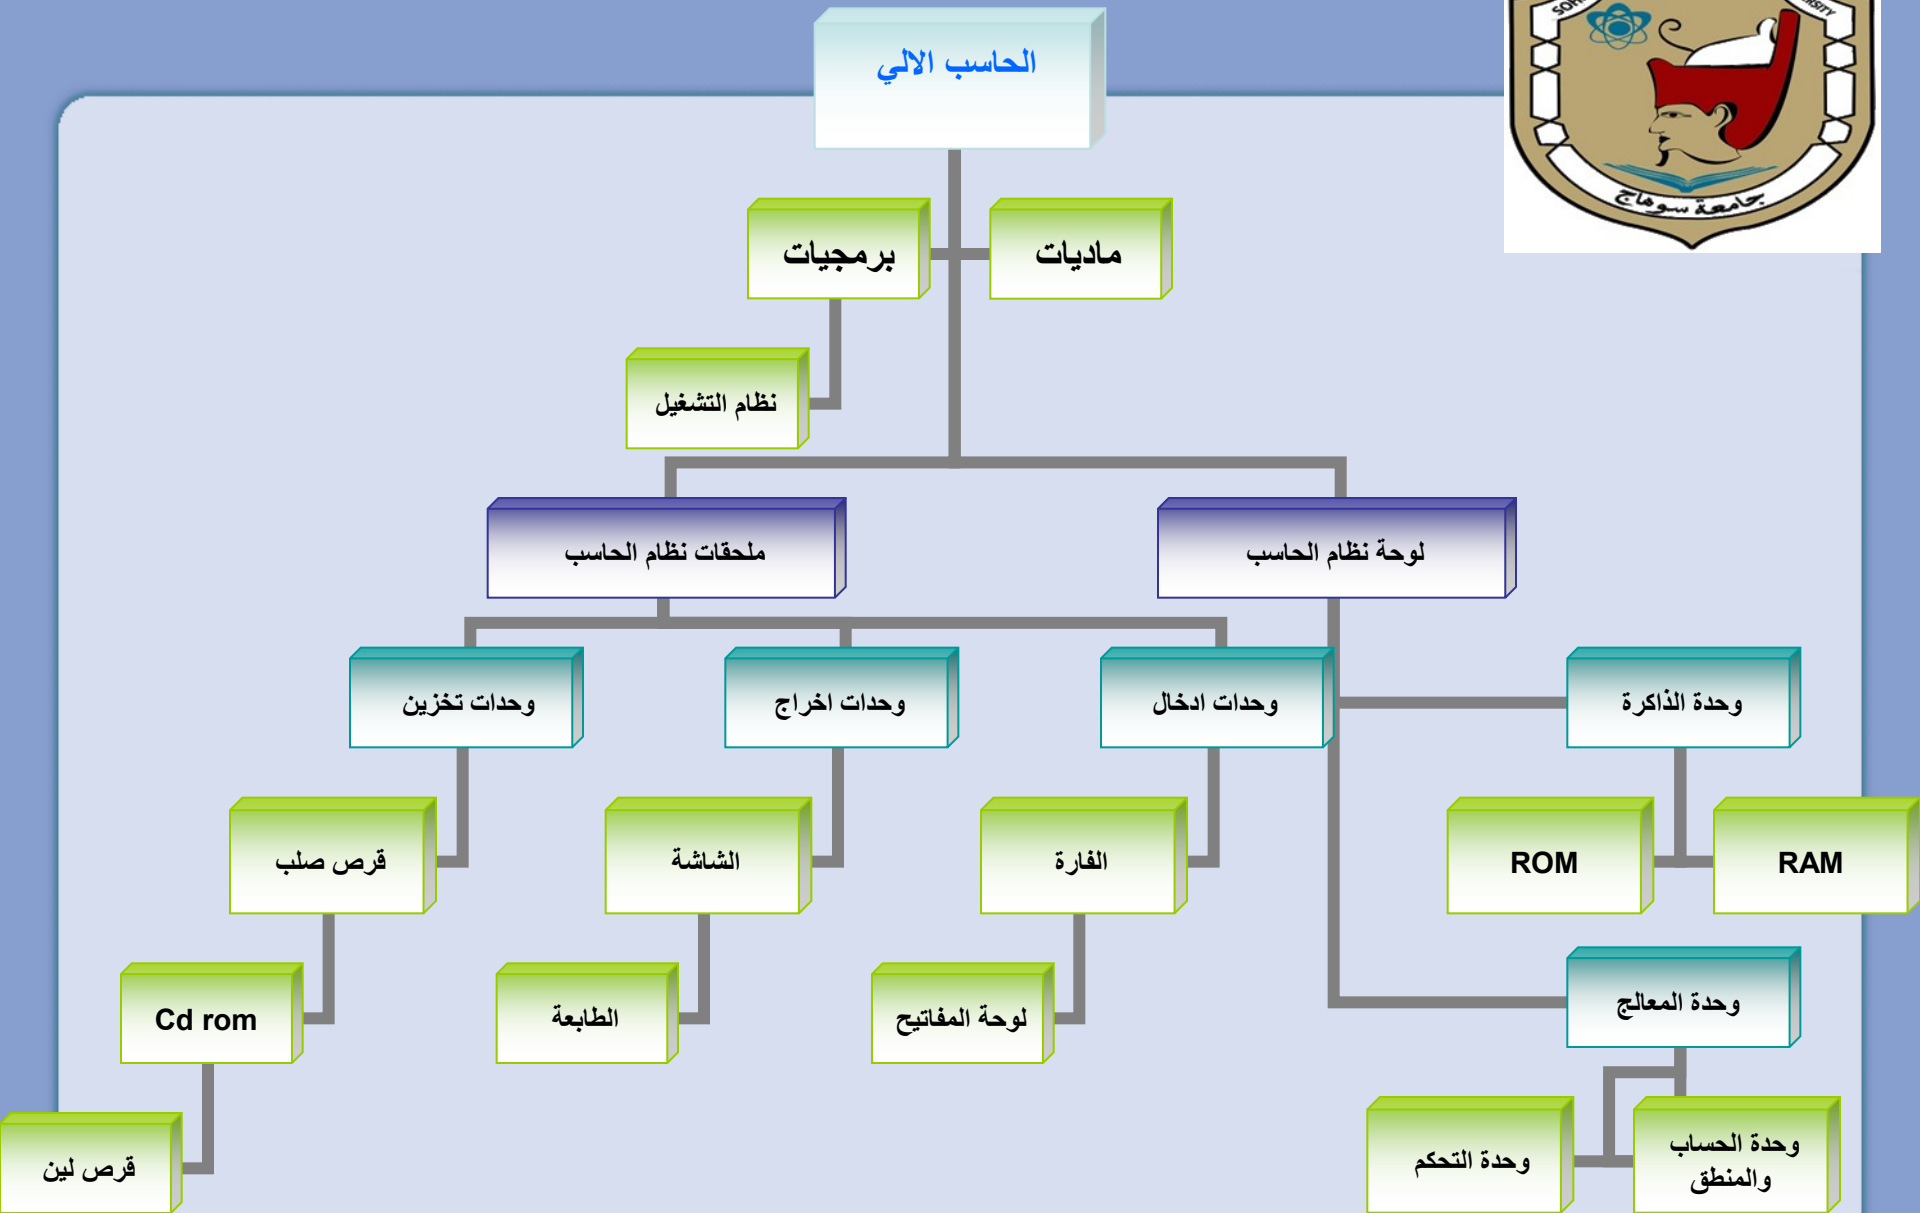 الحاسب الالي
جامعة سوهاج
ماديات
برمجيات
نظام التشغيل
لوحة نظام الحاسب
ملحقات نظام الحاسب
وحدة الذاكرة
وحدات ادخال
وحدات اخراج
وحدات تخزين
RAM
ROM
الفارة
الشاشة
قرص صلب
وحدة المعالج
لوحة المفاتيح
الطابعة
Cd rom
وحدة الحساب
والمنطق
وحدة التحكم
قرص لين